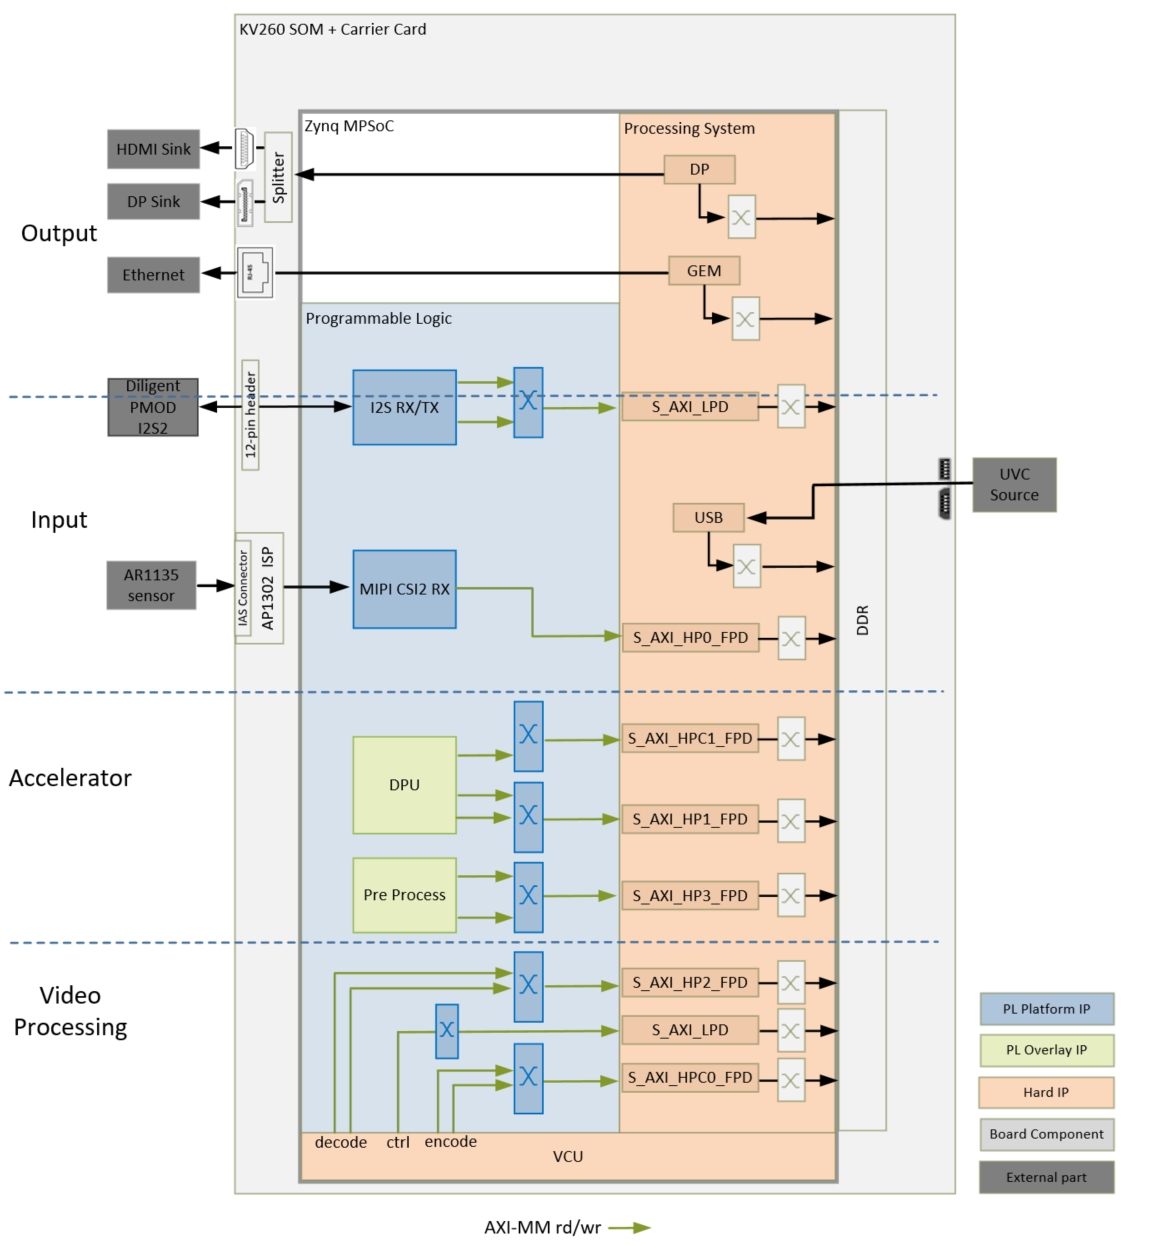 KV260 SOM + Carrier Card
Zynq MPSoC
Processing System
HDMI Sink
Splitter
DP
DP Sink
Output
Ethernet
RJ-45
GEM
Programmable Logic
Diligent
PMOD
I2S2
12-pin header
I2S RX/TX
S_AXI_LPD
UVC
Source
USB
Input
AR1135
sensor
IAS Connector
AP1302 ISP
MIPI CSI2 RX
S_AXI_HP0_FPD
DDR
S_AXI_HPC1_FPD
Accelerator
DPU
S_AXI_HP1_FPD
Pre Process
S_AXI_HP3_FPD
Video
Processing
S_AXI_HP2_FPD
S_AXI_LPD
S_AXI_HPC0_FPD
decode
ctrl
encode
VCU
PL Platform IP
PL Overlay IP
Hard IP
Board Component
External part
AXI-MM rd/wr